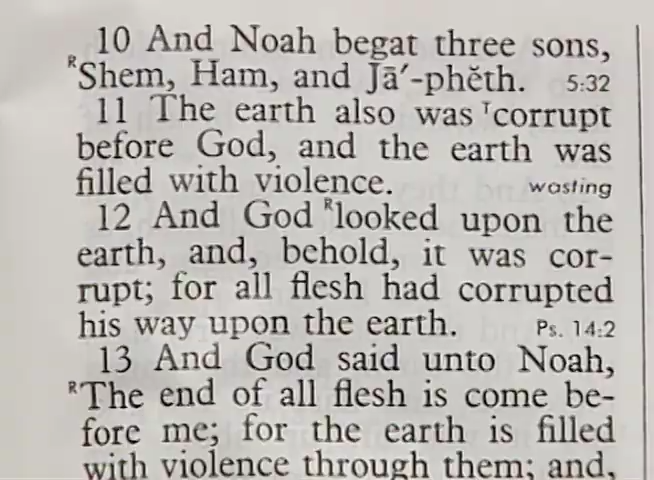 10 And Noah begat three sons,
ᴿShem, Ham, and Jā′-phĕth. 5:32
11 The earth also was ᵀcorrupt
before God, and the earth was
filled with violence. wasting
12 And God ᴿlooked upon the
earth, and, behold, it was cor-
rupt; for all flesh had corrupted
his way upon the earth. Ps. 14:2
13 And God said unto Noah,
ᴿThe end of all flesh is come be-
fore me; for the earth is filled
with violence through them; and,